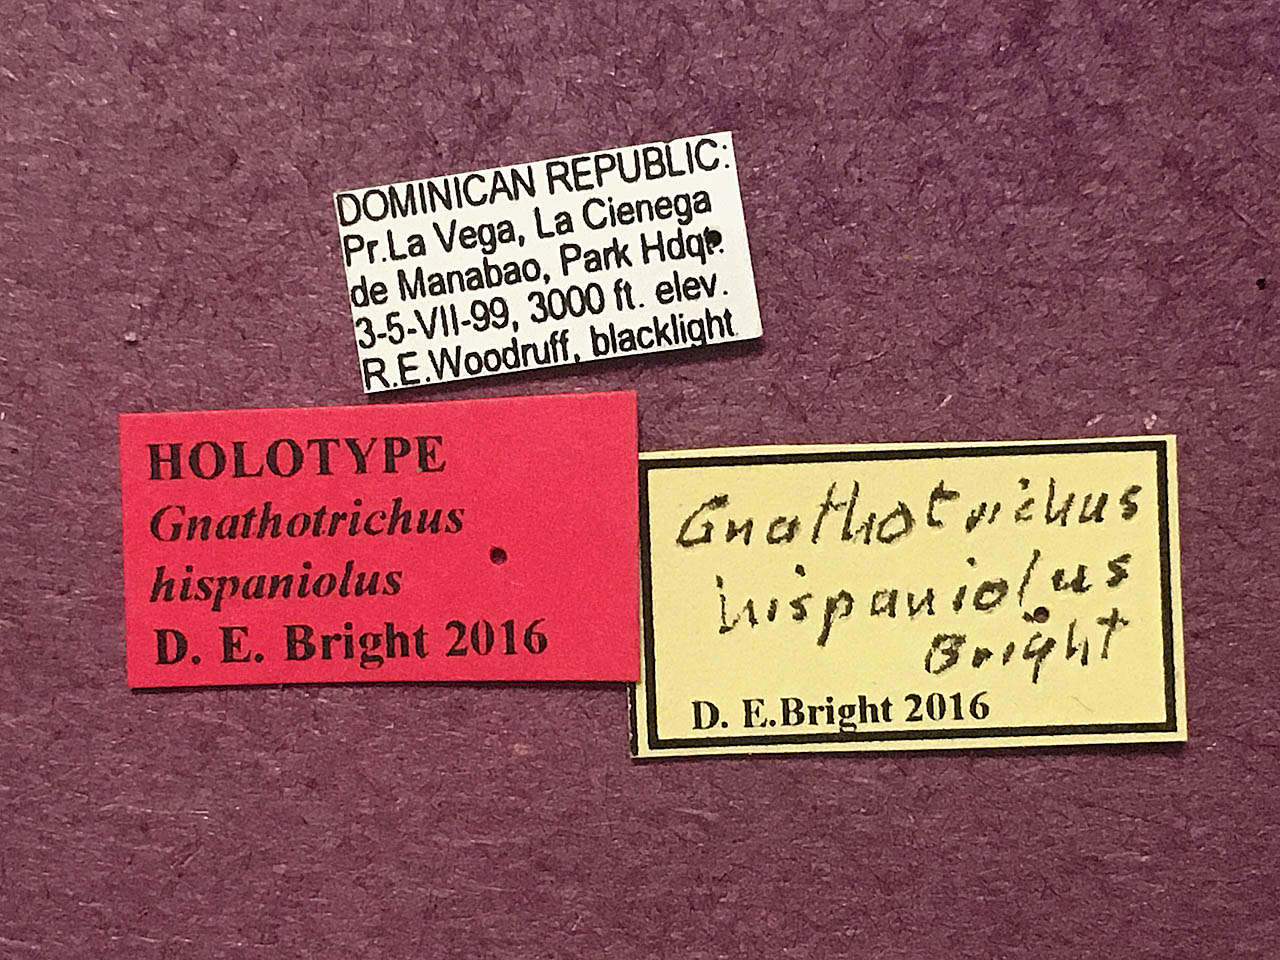 DOMINICAN REPUBLIC:
Pr.La Vega, La Cienega
de Manabao, Park Hdqt.
3-5-VII-99, 3000 ft. elev.
R.E.Woodruff, blacklight
HOLOTYPE
Gnathotrichus
hispaniolus
D. E. Bright 2016
Gnathotrichus
hispaniolus
Bright
D. E.Bright 2016